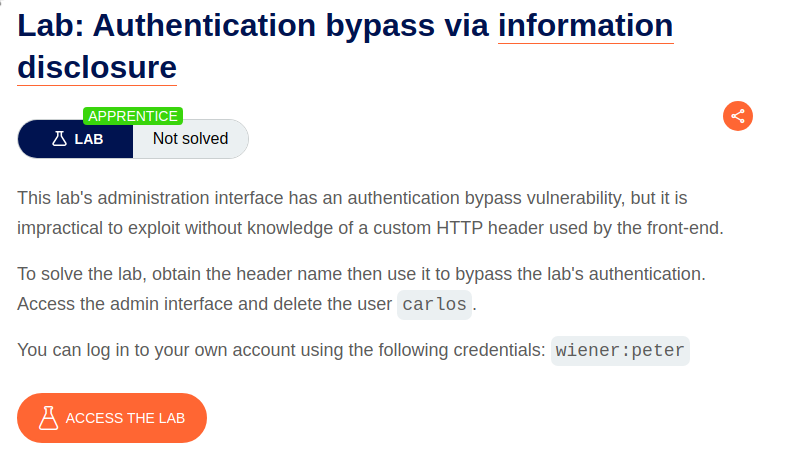 Lab: Authentication bypass via information
disclosure
APPRENTICE
LAB
Not solved
This lab's administration interface has an authentication bypass vulnerability, but it is
impractical to exploit without knowledge of a custom HTTP header used by the front-end.
To solve the lab, obtain the header name then use it to bypass the lab's authentication.
Access the admin interface and delete the user carlos.
You can log in to your own account using the following credentials: wiener:peter
ACCESS THE LAB